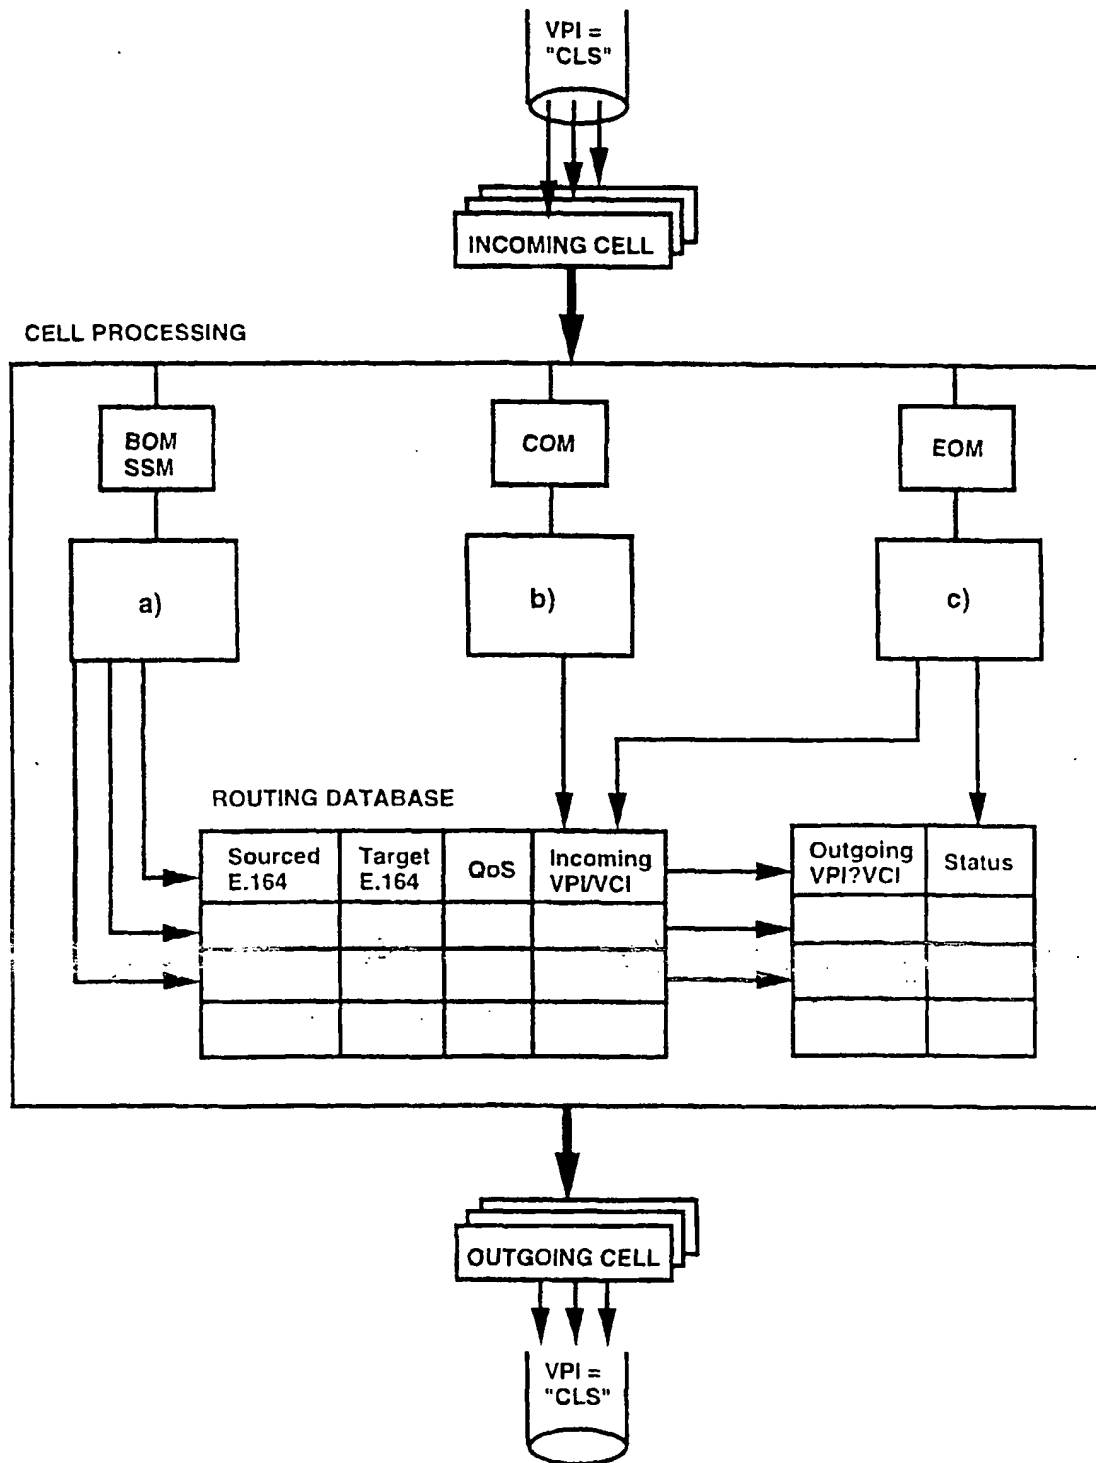 VPI =
"CLS"
INCOMING CELL
CELL PROCESSING
BOM
SSM
COM
EOM
a)
b)
c)
ROUTING DATABASE
Sourced
E.164
Target
E.164
QoS
Incoming
VPI/VCI
Outgoing
VPI?VCI
Status
OUTGOING CELL
VPI =
"CLS"